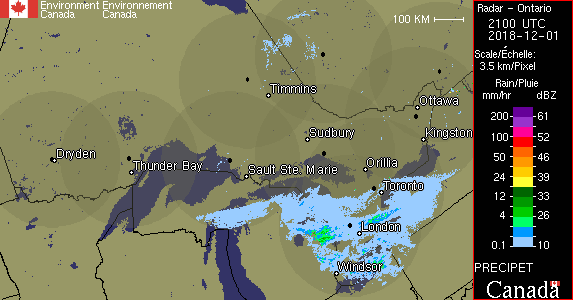 Environment Environnement
Canada Canada
100 KM
Timmins
Ottawa
Sudbury
Kingston
Dryden
Thunder Bay
Sault Ste. Marie
Orillia
Toronto
London
Windsor
Radar - Ontario
2100 UTC
2018-12-01
Scale/Échelle:
3.5 km/Pixel
Rain/Pluie
mm/hr dBZ
200 61
100 52
50 46
24 39
12 33
4 26
0.1 10
PRECIPET
Canada